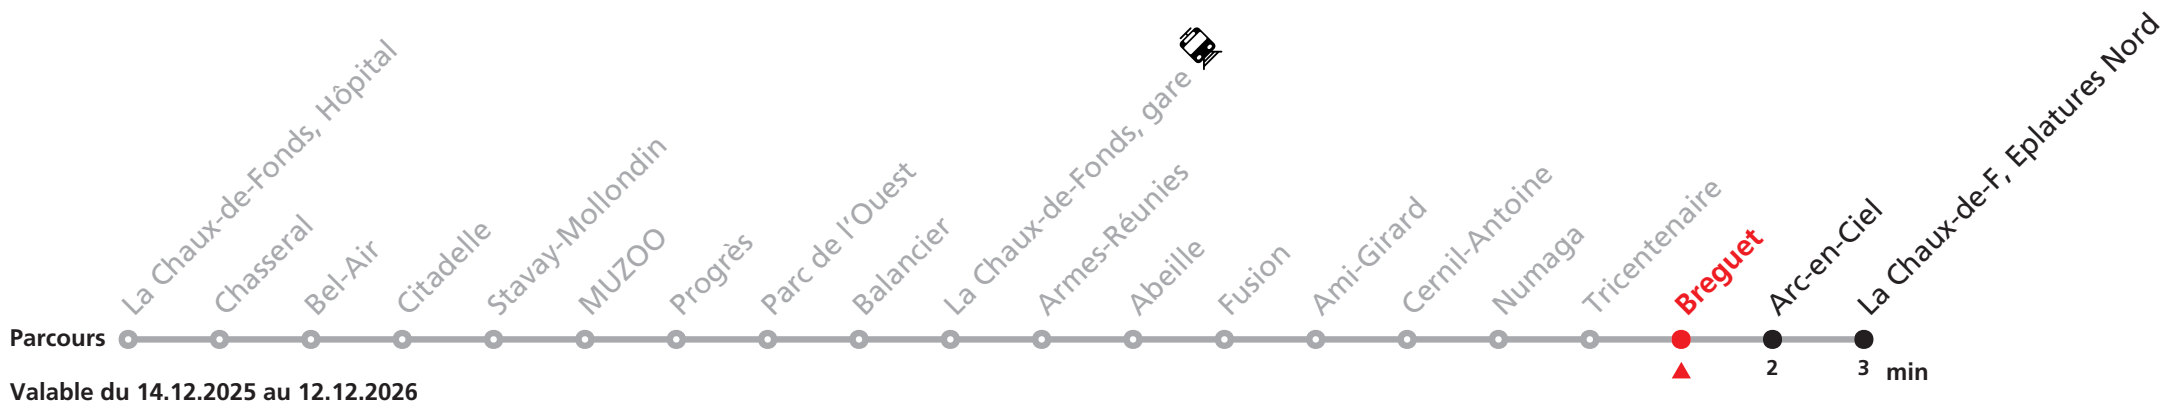 La Chaux-de-Fonds, Hôpital
Chasseral
Bel-Air
Citadelle
Stavay-Mollondin
MUZOO
Progrès
Parc de l'Ouest
Balancier
La Chaux-de-Fonds, gare
Armes-Réunies
Abeille
Fusion
Ami-Girard
Cernil-Antoine
Numaga
Tricentenaire
Breguet
Arc-en-Ciel
La Chaux-de-F, Eplatures Nord
Parcours
2 3 min
Valable du 14.12.2025 au 12.12.2026